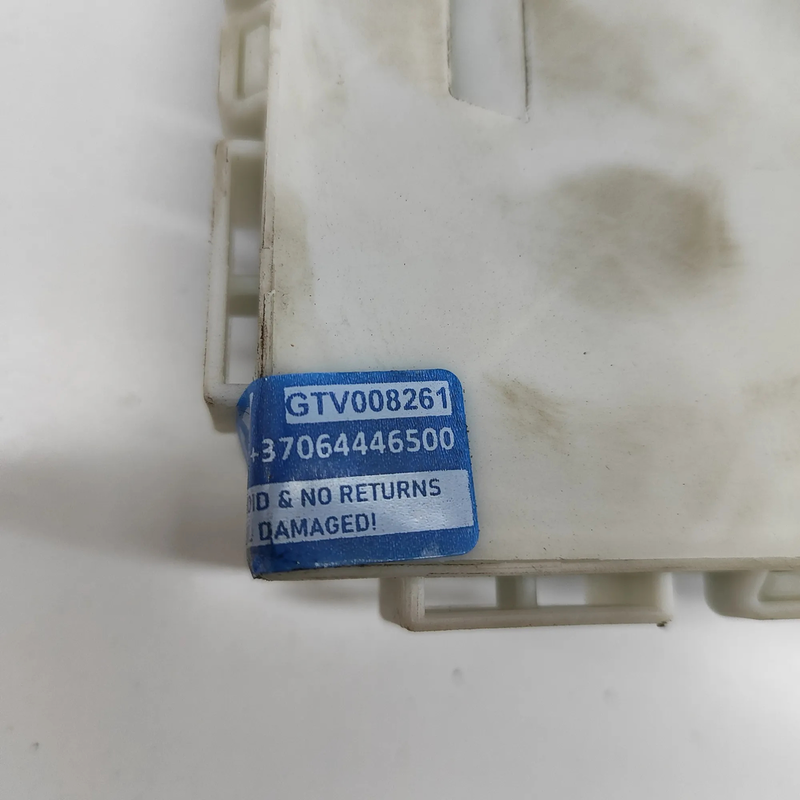 GTV008261
+37064446500
& NO RETURNS
DAMAGED!